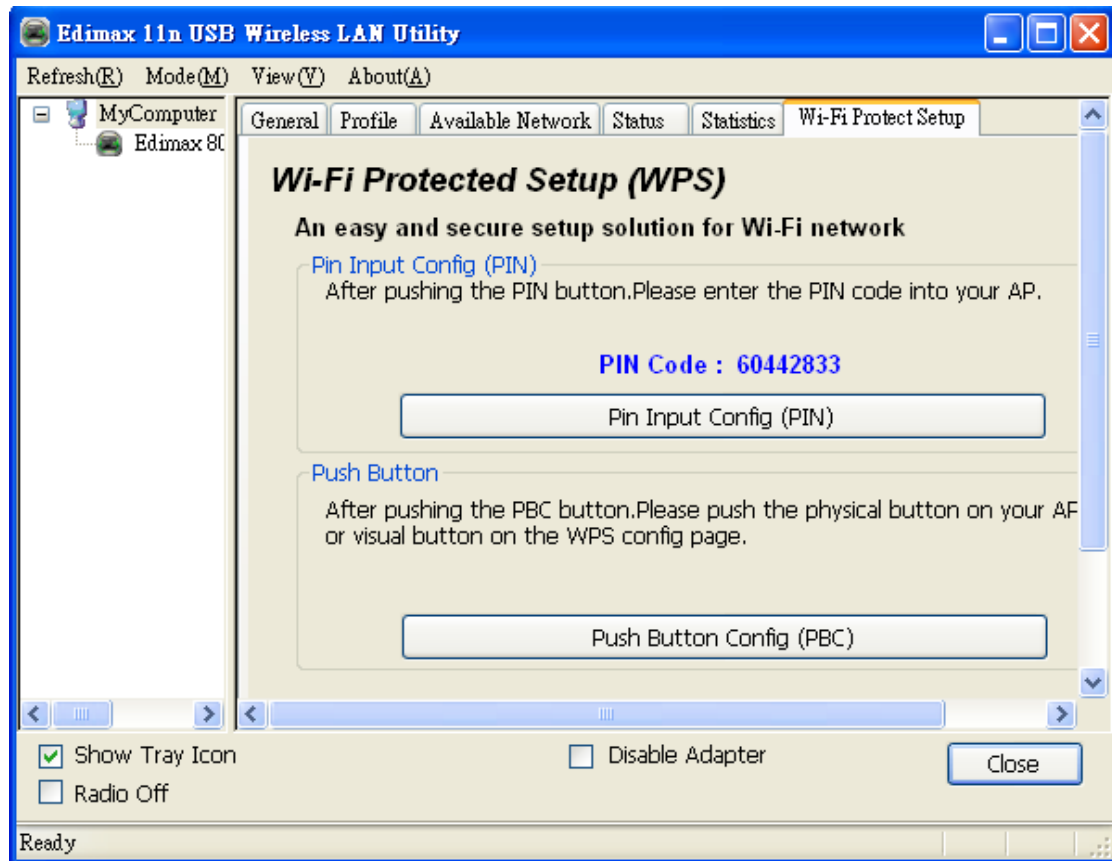 Edimax 11n USB Wireless LAN Utility
Refresh(R) Mode(M) View(V) About(A)
MyComputer
Edimax 80
General Profile Available Network Status Statistics Wi-Fi Protect Setup
Wi-Fi Protected Setup (WPS)
An easy and secure setup solution for Wi-Fi network
Pin Input Config (PIN)
After pushing the PIN button.Please enter the PIN code into your AP.
PIN Code : 60442833
Pin Input Config (PIN)
Push Button
After pushing the PBC button.Please push the physical button on your AP
or visual button on the WPS config page.
Push Button Config (PBC)
Show Tray Icon
Disable Adapter
Radio Off
Close
Ready